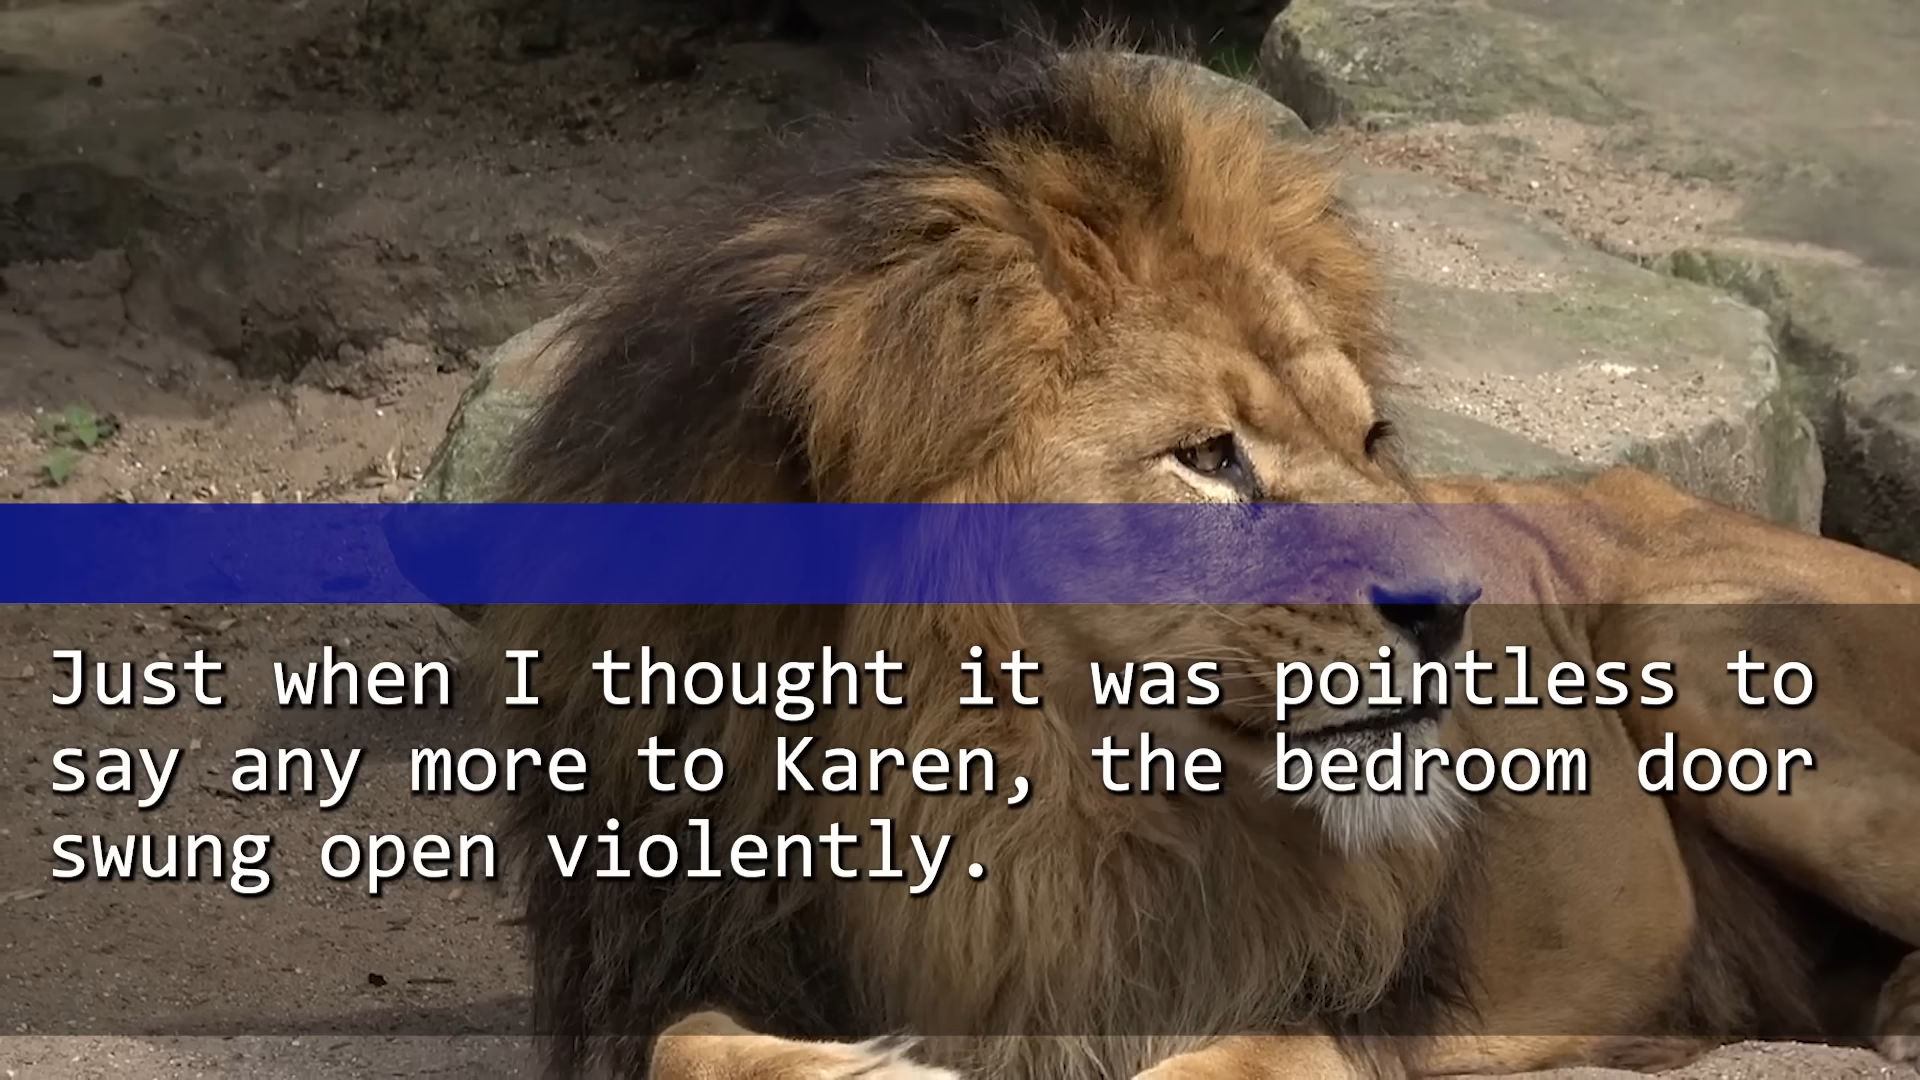 Just when I thought it was pointless to
say any more to Karen, the bedroom door
swung open violently.